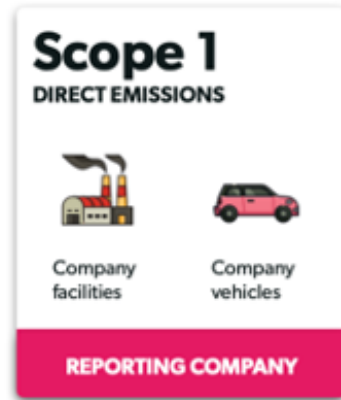 Scope 1
DIRECT EMISSIONS
Company
facilities
Company
vehicles
REPORTING COMPANY